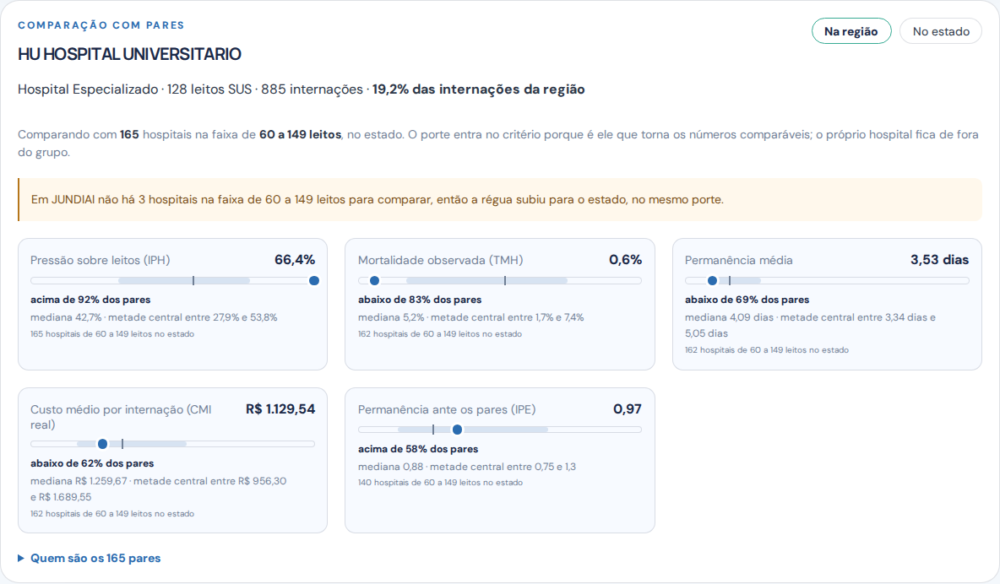 COMPARAÇÃO COM PARES
Na região
No estado
HU HOSPITAL UNIVERSITARIO
Hospital Especializado · 128 leitos SUS · 885 internações · 19,2% das internações da região
Comparando com 165 hospitais na faixa de 60 a 149 leitos, no estado. O porte entra no critério porque é ele que torna os números comparáveis; o próprio hospital fica de fora
do grupo.
Em JUNDIAI não há 3 hospitais na faixa de 60 a 149 leitos para comparar, então a régua subiu para o estado, no mesmo porte.
Pressão sobre leitos (IPH) 66,4%
acima de 92% dos pares
mediana 42,7% · metade central entre 27,9% e 53,8%
165 hospitais de 60 a 149 leitos no estado
Mortalidade observada (TMH) 0,6%
abaixo de 83% dos pares
mediana 5,2% · metade central entre 1,7% e 7,4%
162 hospitais de 60 a 149 leitos no estado
Permanência média 3,53 dias
abaixo de 69% dos pares
mediana 4,09 dias · metade central entre 3,34 dias e
5,05 dias
162 hospitais de 60 a 149 leitos no estado
Custo médio por internação (CMI R$ 1.129,54
real)
abaixo de 62% dos pares
mediana R$ 1.259,67 · metade central entre R$ 956,30
e R$ 1.689,55
162 hospitais de 60 a 149 leitos no estado
Permanência ante os pares (IPE) 0,97
acima de 58% dos pares
mediana 0,88 · metade central entre 0,75 e 1,3
140 hospitais de 60 a 149 leitos no estado
Quem são os 165 pares